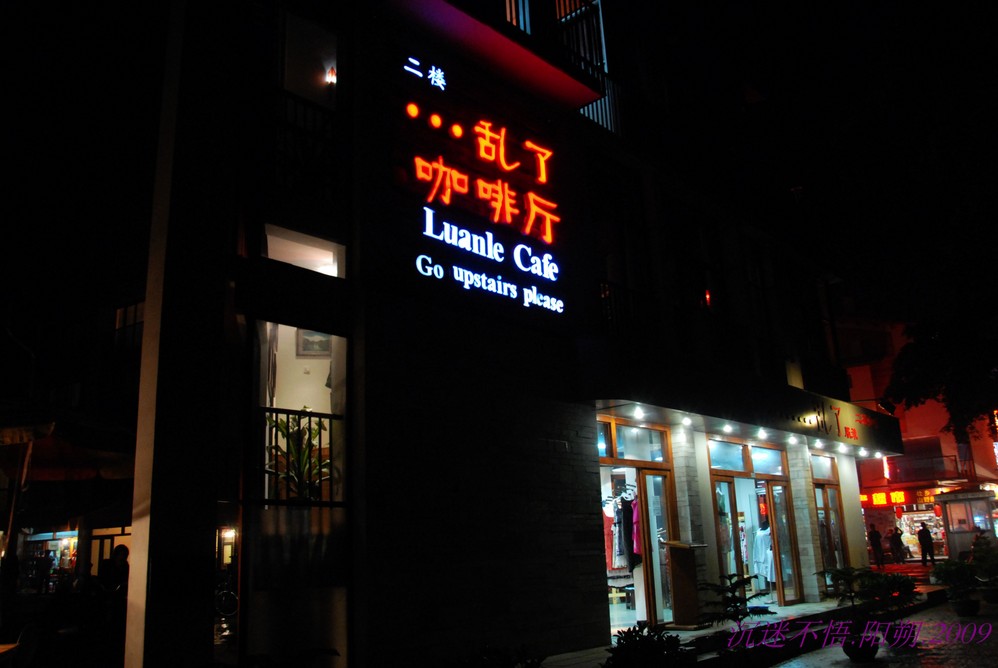 二楼
•••乱了
咖啡厅
Luanle Cafe
Go upstairs please
沉迷不悟.阳朔.2009